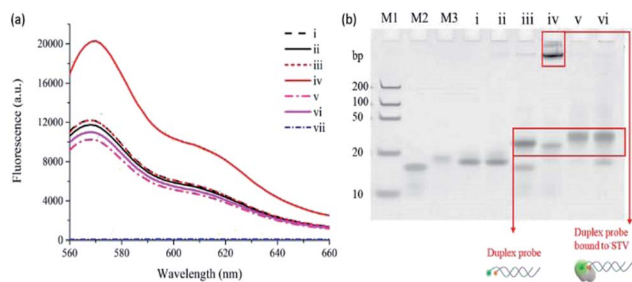 (a)
20000
16000
12000
8000
4000
0
Fluorescence (a.u.)
560 580 600 620 640 660
Wavelength (nm)
i
ii
iii
iv
v
vi
vii
(b)
M1 M2 M3 i ii iii iv v vi
bp
200
100
50
20
10
Duplex probe
Duplex probe
bound to STV